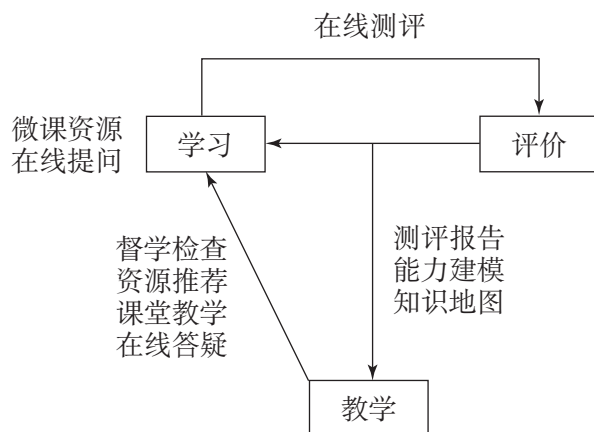 在线测评
微课资源
在线提问
学习
评价
督学检查
资源推荐
课堂教学
在线答疑
测评报告
能力建模
知识地图
教学